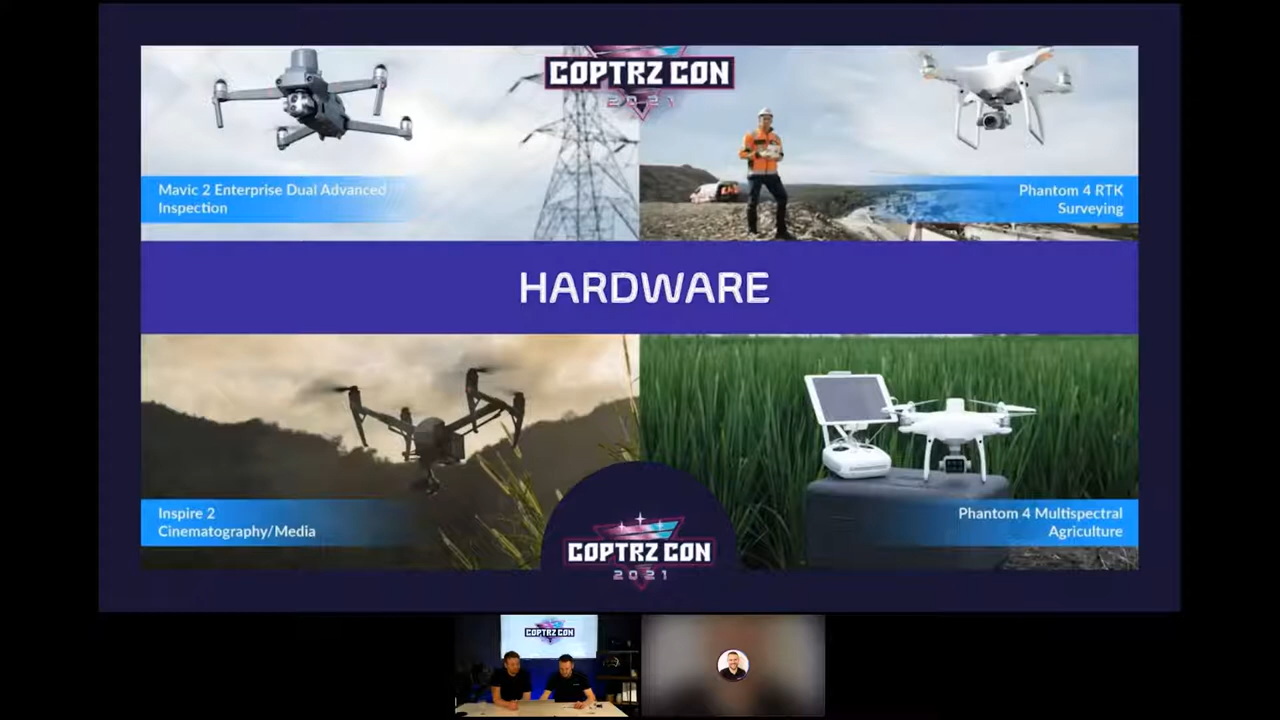 COPTRZ CON
2021
Mavic 2 Enterprise Dual Advanced
Inspection
Phantom 4 RTK
Surveying
HARDWARE
Inspire 2
Cinematography/Media
Phantom 4 Multispectral
Agriculture
COPTRZ CON
2021
COPTRZ CON